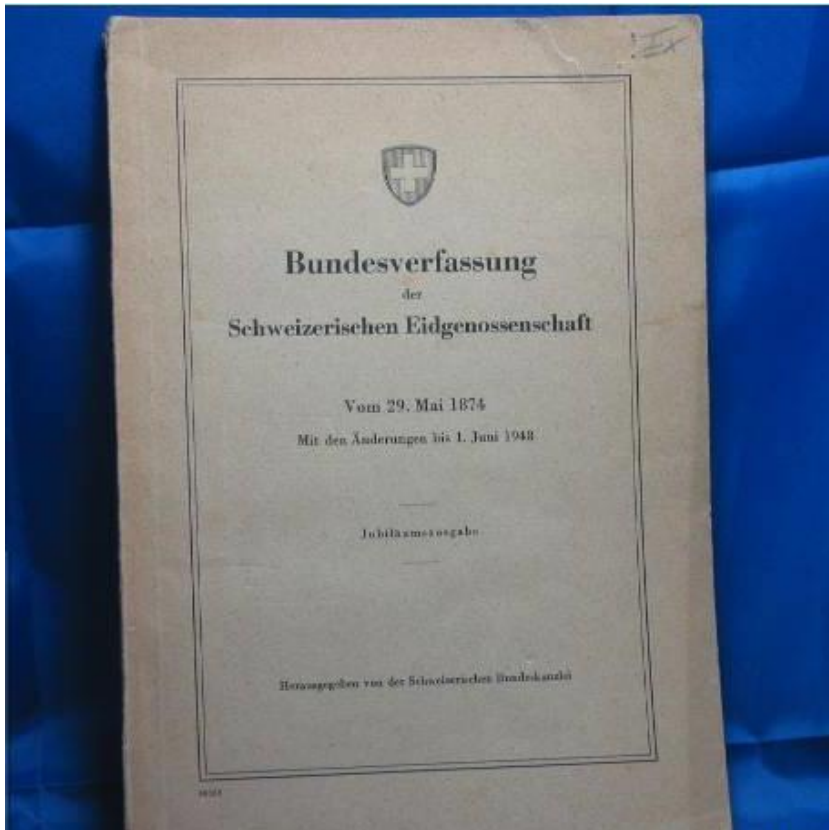 Bundesverfassung
der
Schweizerischen Eidgenossenschaft
Vom 29. Mai 1874
Mit den Änderungen bis 1. Juni 1948
Jubiläumsausgabe
Herausgegeben von der Schweizerischen Bundeskanzlei